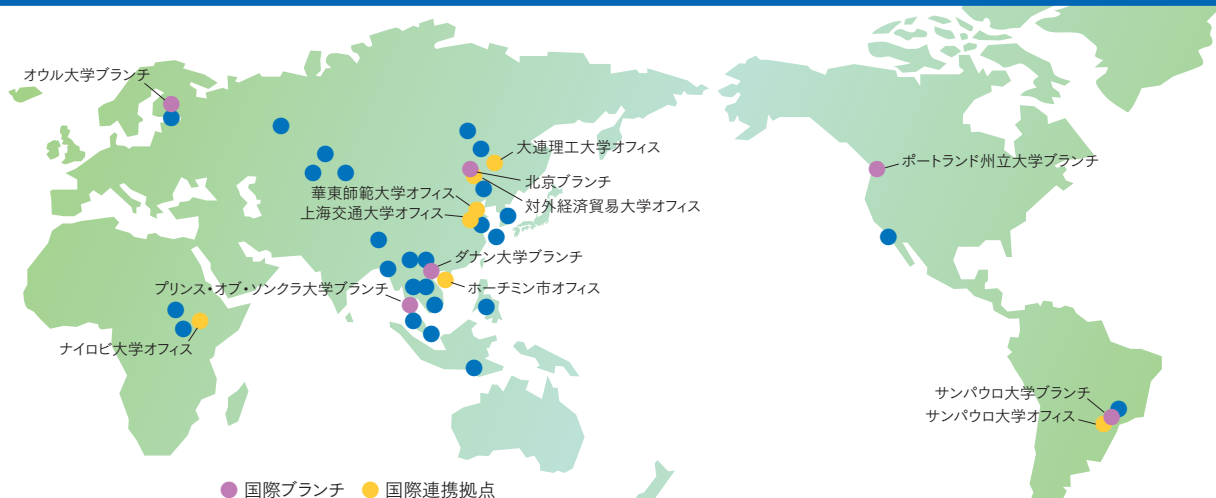 オウル大学ブランチ
大連理工大学オフィス
ポートランド州立大学ブランチ
北京ブランチ
華東師範大学オフィス
対外経済貿易大学オフィス
上海交通大学オフィス
ダナン大学ブランチ
プリンス・オブ・ソンクラ大学ブランチ
ホーチミン市オフィス
ナイロビ大学オフィス
サンパウロ大学ブランチ
サンパウロ大学オフィス
国際ブランチ 国際連携拠点